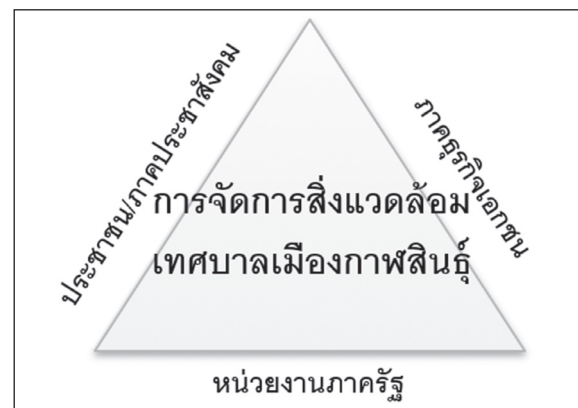 ประชาชน/ภาคประชาสังคม
ภาคธุรกิจเอกชน
การจัดการสิ่งแวดล้อม
เทศบาลเมืองกาฬสินธุ์
หน่วยงานภาครัฐ